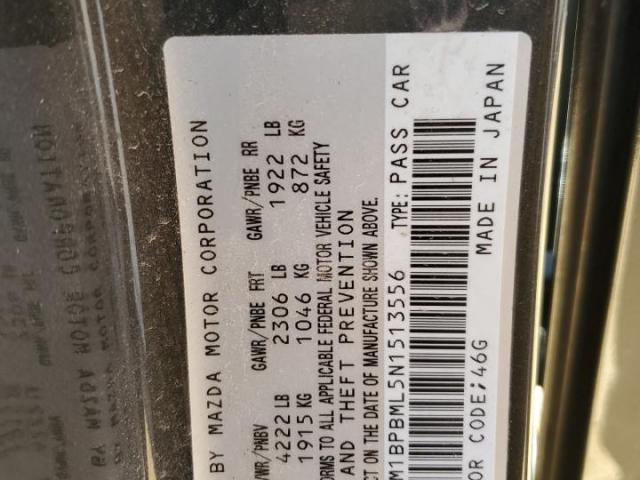 BY MAZDA MOTOR CORPORATION
GAWR/PNBE FRT GAWR/PNBE RR
4222 LB 2306 LB 1922 LB
1915 KG 1046 KG 872 KG
TO ALL APPLICABLE FEDERAL MOTOR VEHICLE SAFETY
AND THEFT PREVENTION
ON THE DATE OF MANUFACTURE SHOWN ABOVE.
M1BPBML5N1513556 TYPE: PASS CAR
CODE:46G MADE IN JAPAN